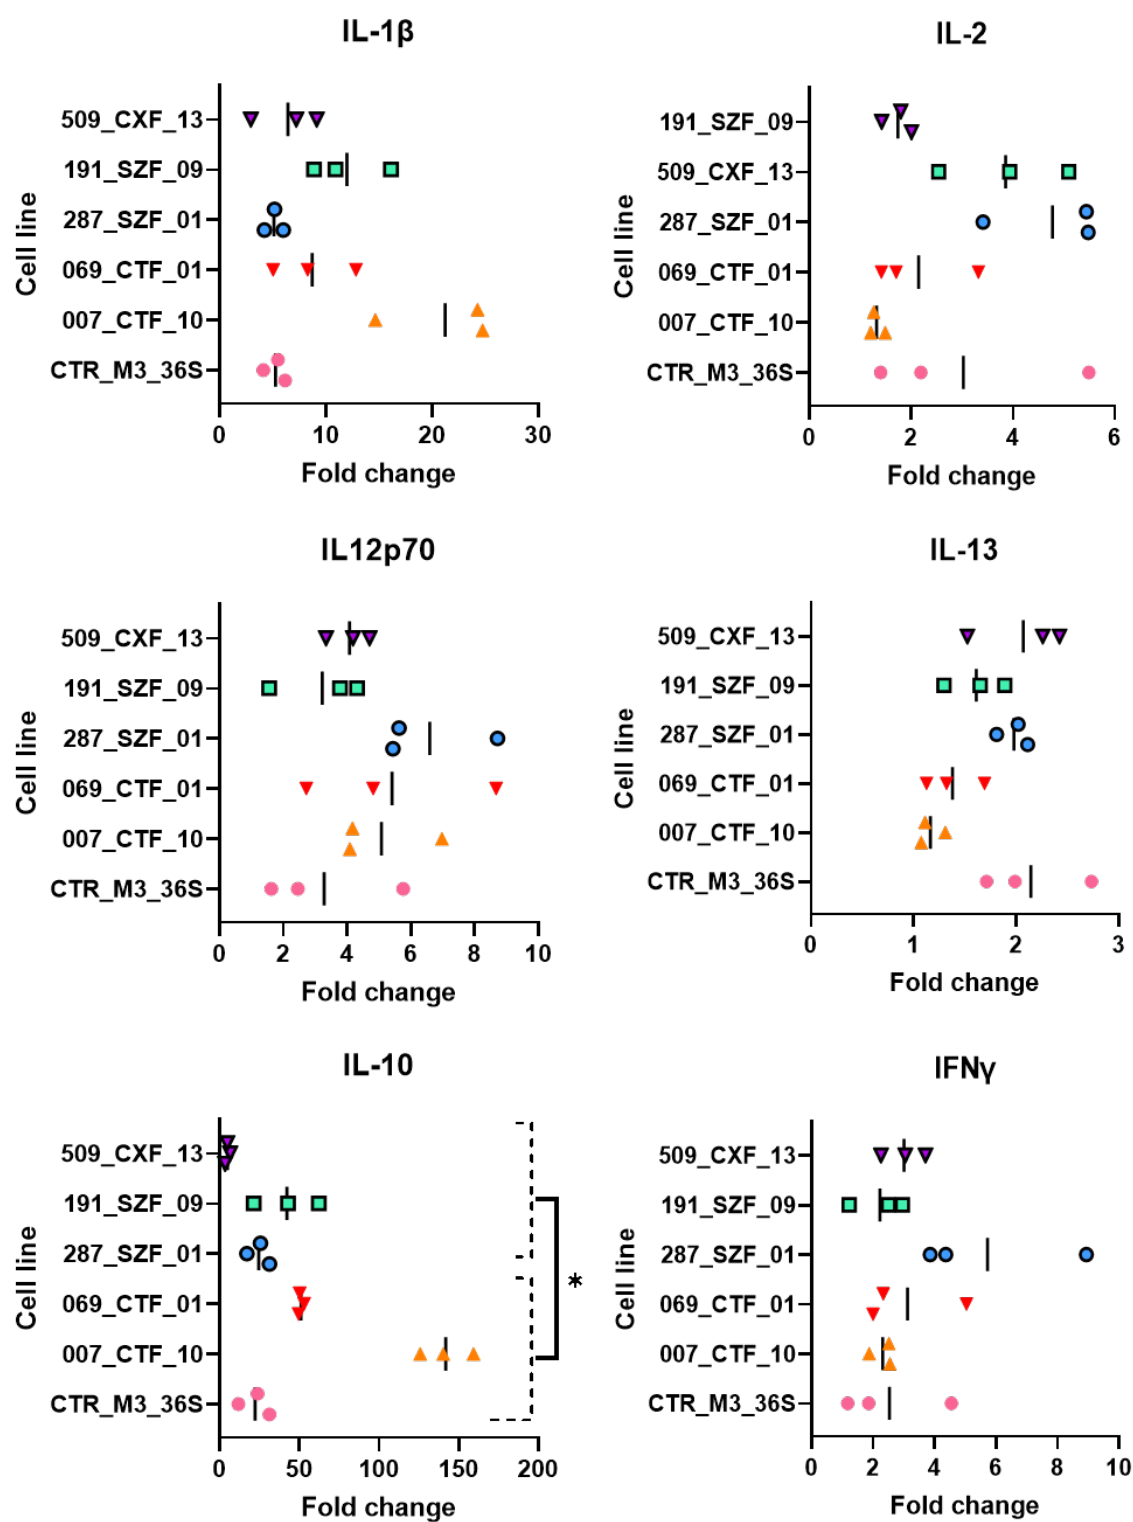 IL-1β
Cell line
509_CXF_13
191_SZF_09
287_SZF_01
069_CTF_01
007_CTF_10
CTR_M3_36S
0 10 20 30
Fold change
IL-2
Cell line
191_SZF_09
509_CXF_13
287_SZF_01
069_CTF_01
007_CTF_10
CTR_M3_36S
0 2 4 6
Fold change
IL12p70
Cell line
509_CXF_13
191_SZF_09
287_SZF_01
069_CTF_01
007_CTF_10
CTR_M3_36S
0 2 4 6 8 10
Fold change
IL-13
Cell line
509_CXF_13
191_SZF_09
287_SZF_01
069_CTF_01
007_CTF_10
CTR_M3_36S
0 1 2 3
Fold change
IL-10
Cell line
509_CXF_13
191_SZF_09
287_SZF_01
069_CTF_01
007_CTF_10
CTR_M3_36S
*
0 50 100 150 200
Fold change
IFNγ
Cell line
509_CXF_13
191_SZF_09
287_SZF_01
069_CTF_01
007_CTF_10
CTR_M3_36S
0 2 4 6 8 10
Fold change